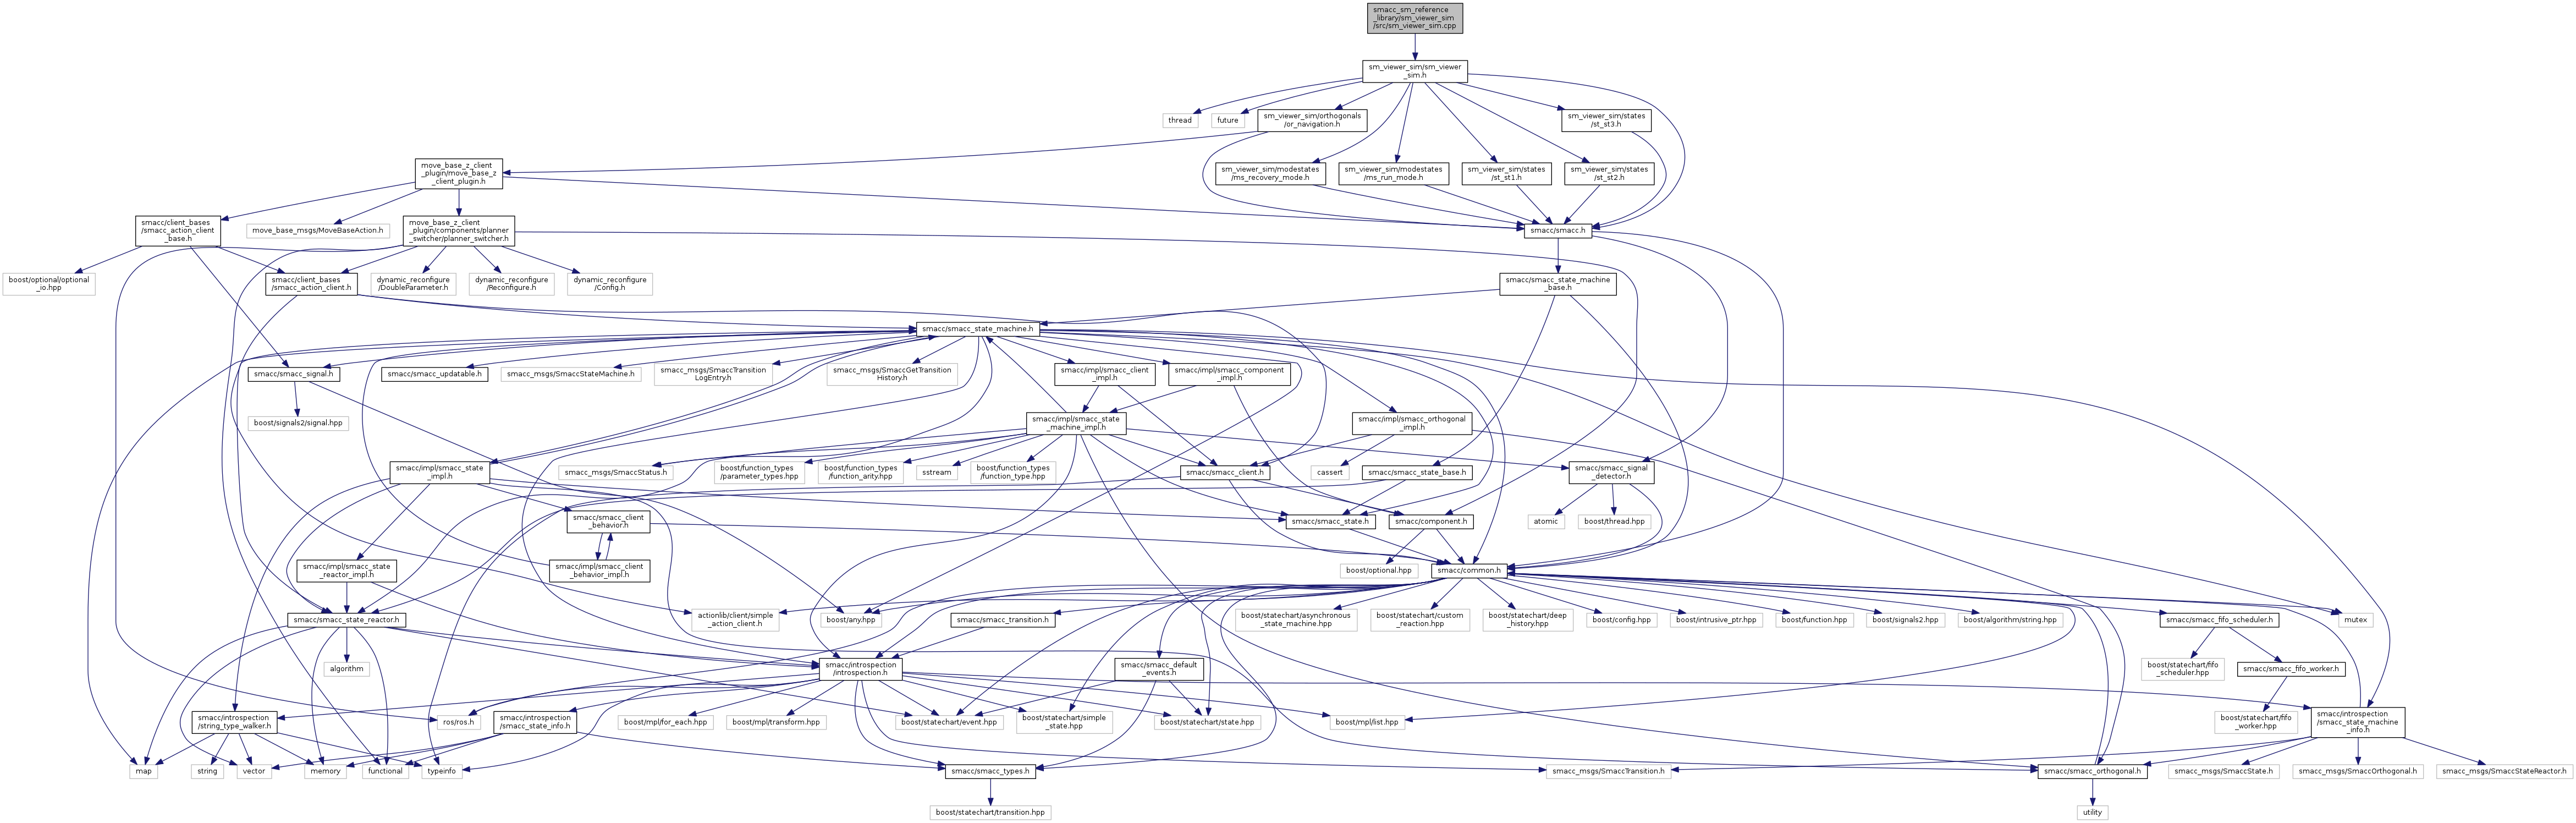 smacc_sm_reference
_library/sm_viewer_sim
/src/sm_viewer_sim.cpp
sm_viewer_sim/sm_viewer
_sim.h
thread
future
sm_viewer_sim/orthogonals
/or_navigation.h
sm_viewer_sim/states
/st_st3.h
move_base_z_client
_plugin/move_base_z
_client_plugin.h
sm_viewer_sim/modestates
/ms_recovery_mode.h
sm_viewer_sim/modestates
/ms_run_mode.h
sm_viewer_sim/states
/st_st1.h
sm_viewer_sim/states
/st_st2.h
smacc/client_bases
/smacc_action_client
_base.h
move_base_msgs/MoveBaseAction.h
move_base_z_client
_plugin/components/planner
_switcher/planner_switcher.h
smacc/smacc.h
boost/optional/optional
_io.hpp
smacc/client_bases
/smacc_action_client.h
dynamic_reconfigure
/DoubleParameter.h
dynamic_reconfigure
/Reconfigure.h
dynamic_reconfigure
/Config.h
smacc/smacc_state_machine
_base.h
smacc/smacc_state_machine.h
smacc/smacc_signal.h
smacc/smacc_updatable.h
smacc_msgs/SmaccStateMachine.h
smacc_msgs/SmaccTransition
LogEntry.h
smacc_msgs/SmaccGetTransition
History.h
smacc/impl/smacc_client
_impl.h
smacc/impl/smacc_component
_impl.h
boost/signals2/signal.hpp
smacc/impl/smacc_state
_machine_impl.h
smacc/impl/smacc_orthogonal
_impl.h
smacc/impl/smacc_state
_impl.h
smacc_msgs/SmaccStatus.h
boost/function_types
/parameter_types.hpp
boost/function_types
/function_arity.hpp
sstream
boost/function_types
/function_type.hpp
smacc/smacc_client.h
cassert
smacc/smacc_state_base.h
smacc/smacc_signal
_detector.h
smacc/smacc_client
_behavior.h
smacc/smacc_state.h
smacc/component.h
atomic
boost/thread.hpp
smacc/impl/smacc_state
_reactor_impl.h
smacc/impl/smacc_client
_behavior_impl.h
boost/optional.hpp
smacc/common.h
smacc/smacc_state_reactor.h
actionlib/client/simple
_action_client.h
boost/any.hpp
smacc/smacc_transition.h
boost/statechart/asynchronous
_state_machine.hpp
boost/statechart/custom
_reaction.hpp
boost/statechart/deep
_history.hpp
boost/config.hpp
boost/intrusive_ptr.hpp
boost/function.hpp
boost/signals2.hpp
boost/algorithm/string.hpp
smacc/smacc_fifo_scheduler.h
mutex
algorithm
smacc/introspection
/introspection.h
smacc/smacc_default
_events.h
boost/statechart/fifo
_scheduler.hpp
smacc/smacc_fifo_worker.h
smacc/introspection
/string_type_walker.h
ros/ros.h
smacc/introspection
/smacc_state_info.h
boost/mpl/for_each.hpp
boost/mpl/transform.hpp
boost/statechart/event.hpp
boost/statechart/simple
_state.hpp
boost/statechart/state.hpp
boost/mpl/list.hpp
boost/statechart/fifo
_worker.hpp
smacc/introspection
/smacc_state_machine
_info.h
map
string
vector
memory
functional
typeinfo
smacc/smacc_types.h
smacc_msgs/SmaccTransition.h
smacc/smacc_orthogonal.h
smacc_msgs/SmaccState.h
smacc_msgs/SmaccOrthogonal.h
smacc_msgs/SmaccStateReactor.h
boost/statechart/transition.hpp
utility